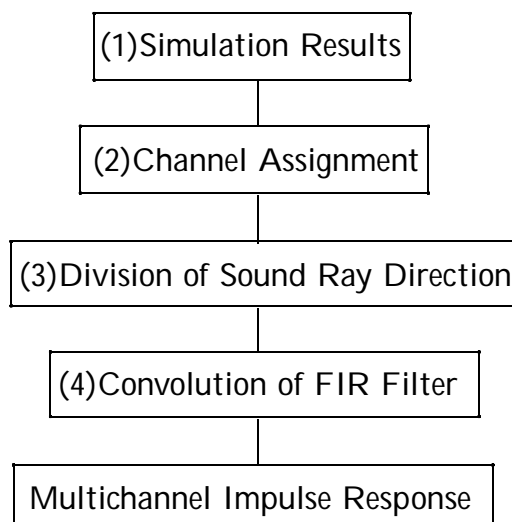 (1)Simulation Results
(2)Channel Assignment
(3)Division of Sound Ray Direction
(4)Convolution of FIR Filter
Multichannel Impulse Response